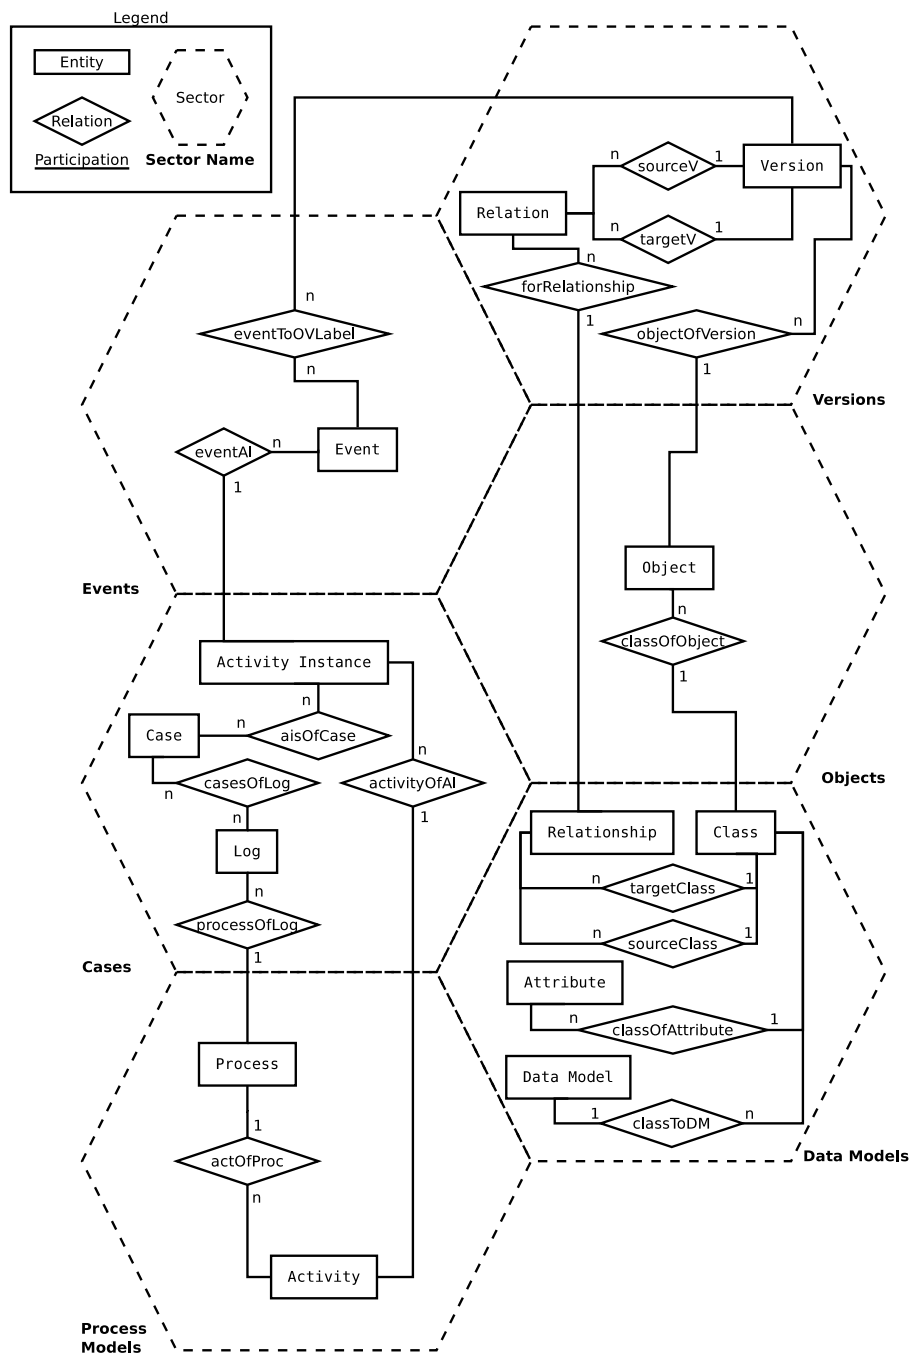 Legend
Entity
Sector
Relation
Participation
Sector Name
n
sourceV
1
Version
Relation
n
targetV
1
n
forRelationship
1
n
eventToOVLabel
n
objectOfVersion
n
1
Versions
eventAI
n
Event
1
Events
Object
n
classOfObject
1
Objects
Activity Instance
n
Case
n
aisOfCase
n
casesOfLog
n
n
activityOfAI
1
Log
n
processOfLog
1
Cases
Relationship
Class
n
targetClass
1
n
sourceClass
1
Attribute
n
classOfAttribute
1
Data Model
1
classToDM
n
Data Models
Process
1
actOfProc
n
Activity
Process
Models